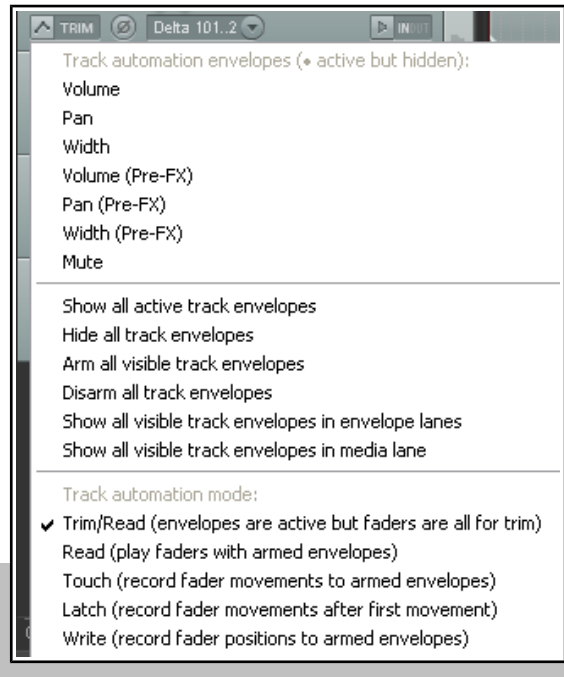 TRIM Delta 101..2 IN OUT
Track automation envelopes (• active but hidden):
Volume
Pan
Width
Volume (Pre-FX)
Pan (Pre-FX)
Width (Pre-FX)
Mute
Show all active track envelopes
Hide all track envelopes
Arm all visible track envelopes
Disarm all track envelopes
Show all visible track envelopes in envelope lanes
Show all visible track envelopes in media lane
Track automation mode:
Trim/Read (envelopes are active but faders are all for trim)
Read (play faders with armed envelopes)
Touch (record fader movements to armed envelopes)
Latch (record fader movements after first movement)
Write (record fader positions to armed envelopes)